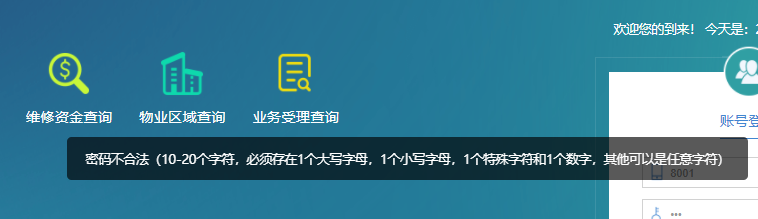 欢迎您的到来！ 今天是：2
维修资金查询 物业区域查询 业务受理查询
账号登
密码不合法（10-20个字符，必须存在1个大写字母，1个小写字母，1个特殊字符和1个数字，其他可以是任意字符）
8001